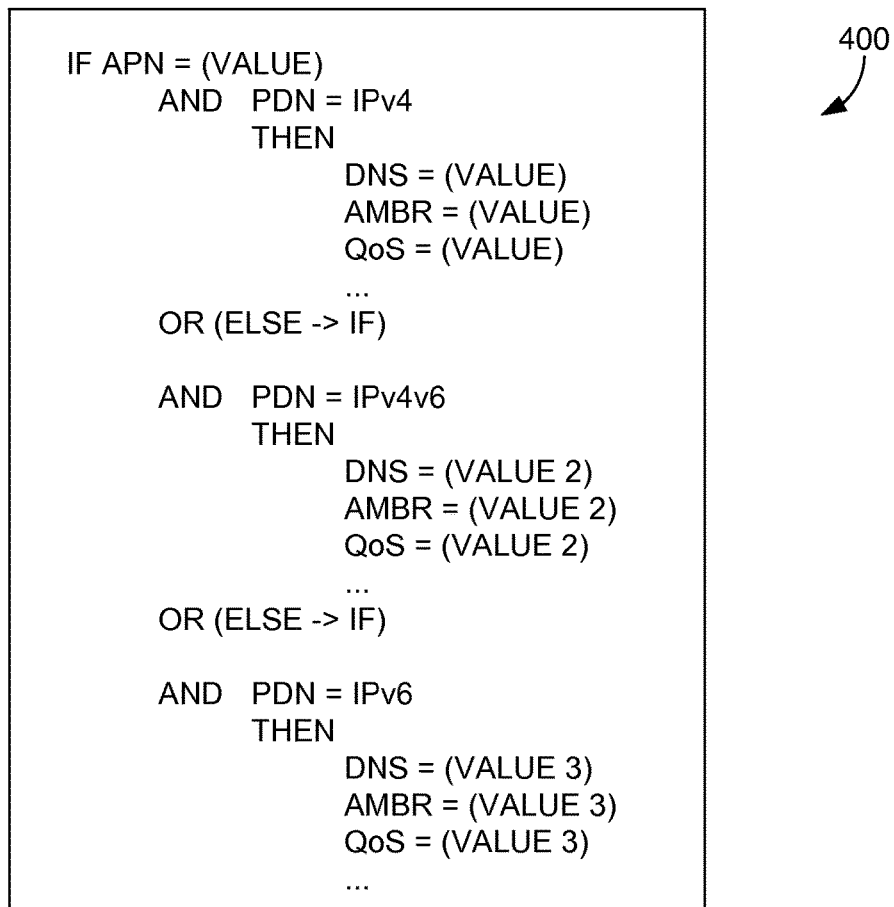 400
IF APN = (VALUE)
AND PDN = IPv4
THEN
DNS = (VALUE)
AMBR = (VALUE)
QoS = (VALUE)
...
OR (ELSE -> IF)
AND PDN = IPv4v6
THEN
DNS = (VALUE 2)
AMBR = (VALUE 2)
QoS = (VALUE 2)
...
OR (ELSE -> IF)
AND PDN = IPv6
THEN
DNS = (VALUE 3)
AMBR = (VALUE 3)
QoS = (VALUE 3)
...